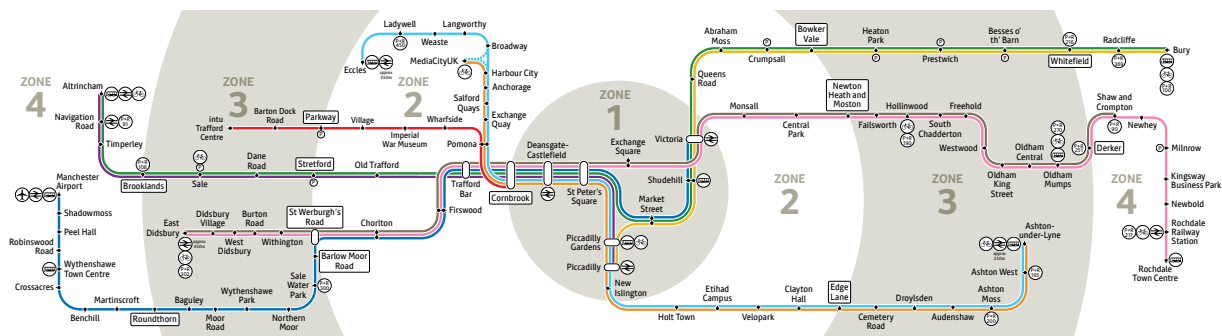 ZONE
4
Altrincham
Navigation
Road
Timperley
Brooklands
Manchester
Airport
Shadowmoss
Peel Hall
Robinswood
Road
Wythenshawe
Town Centre
Crossacres
Benchill
Martinscroft
Roundthorn
Baguley
Moor
Road
Wythenshawe
Park
Northern
Moor
Sale
Water
Park
Barlow Moor
Road
St Werburgh's
Road
ZONE
3
intu
Trafford
Centre
Barton Dock
Road
Parkway
P
Village
Imperial
War Museum
Wharfside
Pomona
Sale
P
Dane
Road
Stretford
P
Old Trafford
East
Didsbury
approx
Didsbury
Village
West
Didsbury
Burton
Road
Withington
Chorlton
Firswood
Trafford
Bar
ZONE
2
Eccles
approx
Ladywell
Weaste
Langworthy
Broadway
MediaCityUK
Harbour City
Anchorage
Salford
Quays
Exchange
Quay
Cornbrook
Deansgate-
Castlefield
St Peter's
Square
ZONE
1
Exchange
Square
Victoria
Shudehill
Market
Street
Piccadilly
Gardens
Piccadilly
New
Islington
Holt Town
Etihad
Campus
Velopark
Clayton
Hall
Edge
Lane
Cemetery
Road
Droylsden
Audenshaw
Ashton
Moss
Ashton West
Ashton-
under-Lyne
approx
Queens
Road
Abraham
Moss
P
Crumpsall
Bowker
Vale
Heaton
Park
P
P
Prestwich
Besses o'
th' Barn
Whitefield
Radcliffe
Bury
ZONE
2
Monsall
Central
Park
Newton
Heath and
Moston
Failsworth
Hollinwood
South
Chadderton
Freehold
Westwood
ZONE
3
Oldham
King
Street
Oldham
Central
Oldham
Mumps
Derker
Shaw and
Crompton
ZONE
4
Newhey
P
Milnrow
Kingsway
Business Park
Newbold
Rochdale
Railway
Station
Rochdale
Town Centre